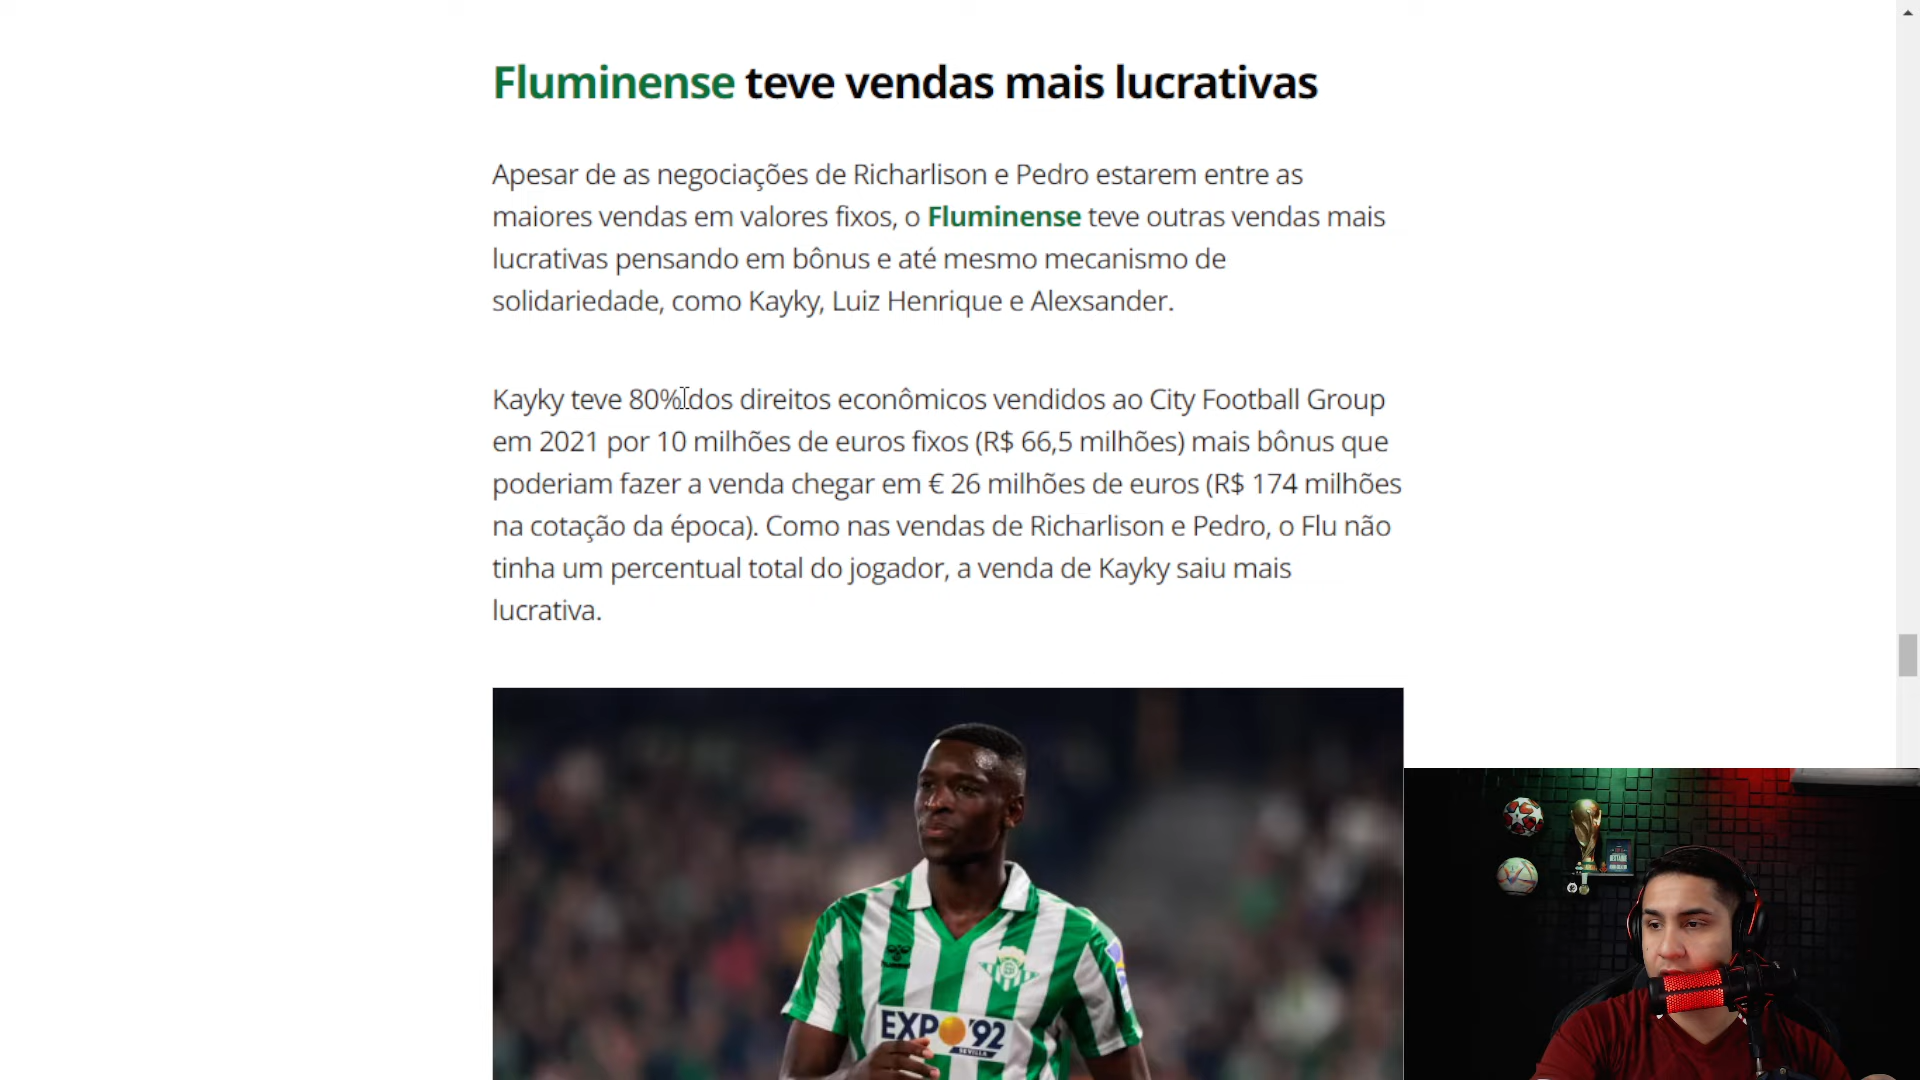 Fluminense teve vendas mais lucrativas
Apesar de as negociações de Richarlison e Pedro estarem entre as
maiores vendas em valores fixos, o Fluminense teve outras vendas mais
lucrativas pensando em bônus e até mesmo mecanismo de
solidariedade, como Kayky, Luiz Henrique e Alexsander.
Kayky teve 80% dos direitos econômicos vendidos ao City Football Group
em 2021 por 10 milhões de euros fixos (R$ 66,5 milhões) mais bônus que
poderiam fazer a venda chegar em € 26 milhões de euros (R$ 174 milhões
na cotação da época). Como nas vendas de Richarlison e Pedro, o Flu não
tinha um percentual total do jogador, a venda de Kayky saiu mais
lucrativa.
EXPO '92
SEVILLA